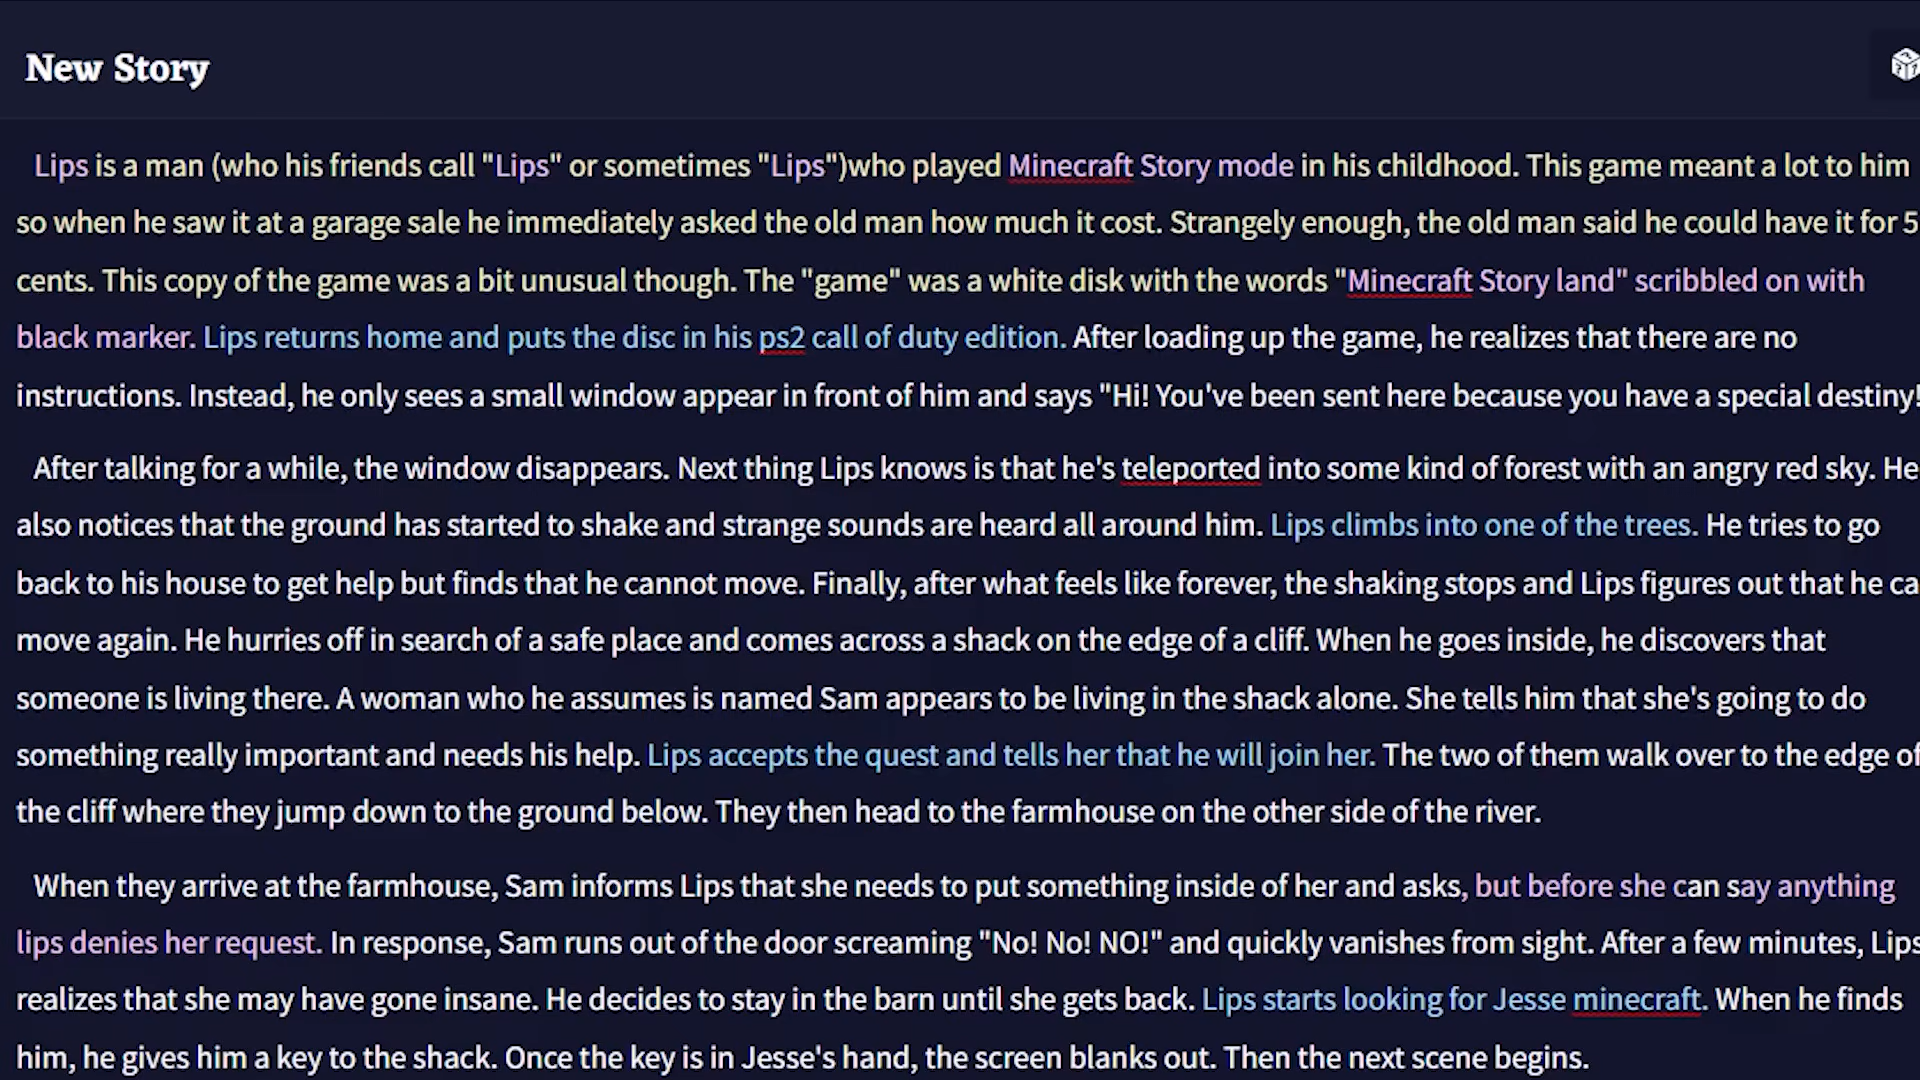 New Story
Lips is a man (who his friends call "Lips" or sometimes "Lips")who played Minecraft Story mode in his childhood. This game meant a lot to him
so when he saw it at a garage sale he immediately asked the old man how much it cost. Strangely enough, the old man said he could have it for 5
cents. This copy of the game was a bit unusual though. The "game" was a white disk with the words "Minecraft Story land" scribbled on with
black marker. Lips returns home and puts the disc in his ps2 call of duty edition. After loading up the game, he realizes that there are no
instructions. Instead, he only sees a small window appear in front of him and says "Hi! You've been sent here because you have a special destiny!
After talking for a while, the window disappears. Next thing Lips knows is that he's teleported into some kind of forest with an angry red sky. He
also notices that the ground has started to shake and strange sounds are heard all around him. Lips climbs into one of the trees. He tries to go
back to his house to get help but finds that he cannot move. Finally, after what feels like forever, the shaking stops and Lips figures out that he ca
move again. He hurries off in search of a safe place and comes across a shack on the edge of a cliff. When he goes inside, he discovers that
someone is living there. A woman who he assumes is named Sam appears to be living in the shack alone. She tells him that she's going to do
something really important and needs his help. Lips accepts the quest and tells her that he will join her. The two of them walk over to the edge of
the cliff where they jump down to the ground below. They then head to the farmhouse on the other side of the river.
When they arrive at the farmhouse, Sam informs Lips that she needs to put something inside of her and asks, but before she can say anything
lips denies her request. In response, Sam runs out of the door screaming "No! No! NO!" and quickly vanishes from sight. After a few minutes, Lips
realizes that she may have gone insane. He decides to stay in the barn until she gets back. Lips starts looking for Jesse minecraft. When he finds
him, he gives him a key to the shack. Once the key is in Jesse's hand, the screen blanks out. Then the next scene begins.